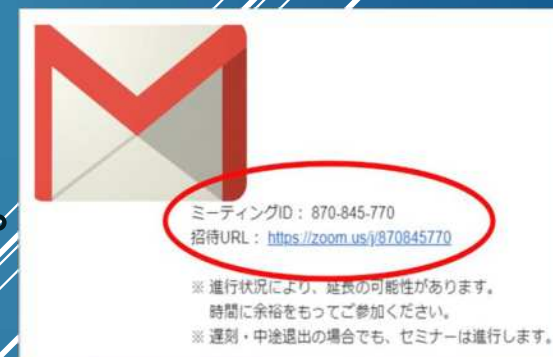 。
ミーティングID： 870-845-770
招待URL： https://zoom.us/j/870845770
※ 進行状況により、延長の可能性があります。
時間に余裕をもってご参加ください。
※ 遅刻・中途退出の場合でも、セミナーは進行します。